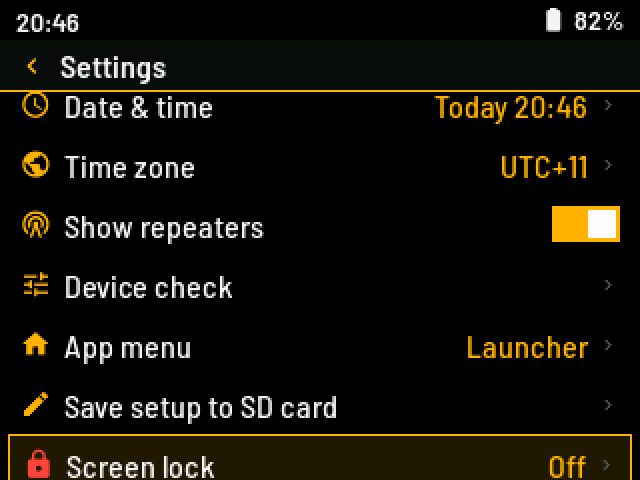 20:46 82%
Settings
Date & time Today 20:46
Time zone UTC+11
Show repeaters
Device check
App menu Launcher
Save setup to SD card
Screen lock Off